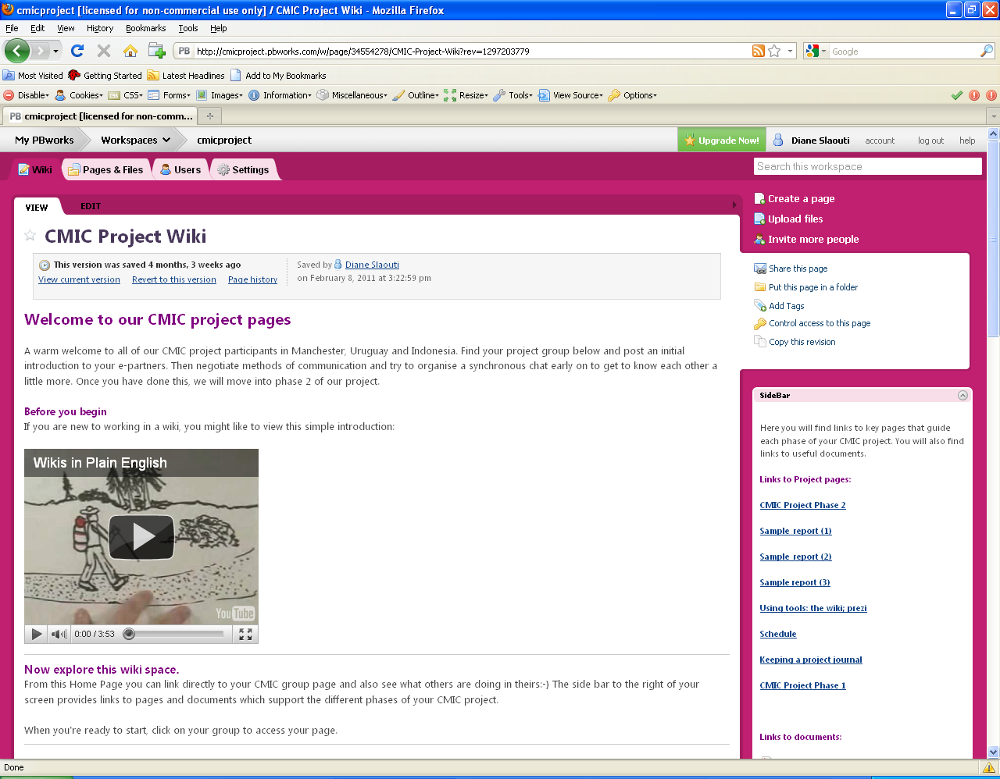 cmicproject [licensed for non-commercial use only] / CMIC Project Wiki - Mozilla Firefox
File Edit View History Bookmarks Tools Help
PB http://cmicproject.pbworks.com/w/page/34554278/CMIC-Project-Wiki?rev=1297203779 Google
Most Visited Getting Started Latest Headlines Add to My Bookmarks
Disable Cookies CSS Forms Images Information Miscellaneous Outline Resize Tools View Source Options
PB cmicproject [licensed for non-comm...
My PBworks Workspaces cmicproject Upgrade Now! Diane Slaouti account log out help
Wiki Pages & Files Users Settings Search this workspace
VIEW EDIT
Create a page
Upload files
Invite more people
CMIC Project Wiki
This version was saved 4 months, 3 weeks ago
View current version Revert to this version Page history
Saved by Diane Slaouti
on February 8, 2011 at 3:22:59 pm
Share this page
Put this page in a folder
Add Tags
Control access to this page
Copy this revision
Welcome to our CMIC project pages
A warm welcome to all of our CMIC project participants in Manchester, Uruguay and Indonesia. Find your project group below and post an initial
introduction to your e-partners. Then negotiate methods of communication and try to organise a synchronous chat early on to get to know each other a
little more. Once you have done this, we will move into phase 2 of our project.
Before you begin
If you are new to working in a wiki, you might like to view this simple introduction:
Wikis in Plain English
YouTube
0:00 / 3:53
Now explore this wiki space.
From this Home Page you can link directly to your CMIC group page and also see what others are doing in theirs:-) The side bar to the right of your
screen provides links to pages and documents which support the different phases of your CMIC project.
When you're ready to start, click on your group to access your page.
SideBar
Here you will find links to key pages that guide
each phase of your CMIC project. You will also find
links to useful documents.
Links to Project pages:
CMIC Project Phase 2
Sample report (1)
Sample report (2)
Sample report (3)
Using tools: the wiki; prezi
Schedule
Keeping a project journal
CMIC Project Phase 1
Links to documents:
Done